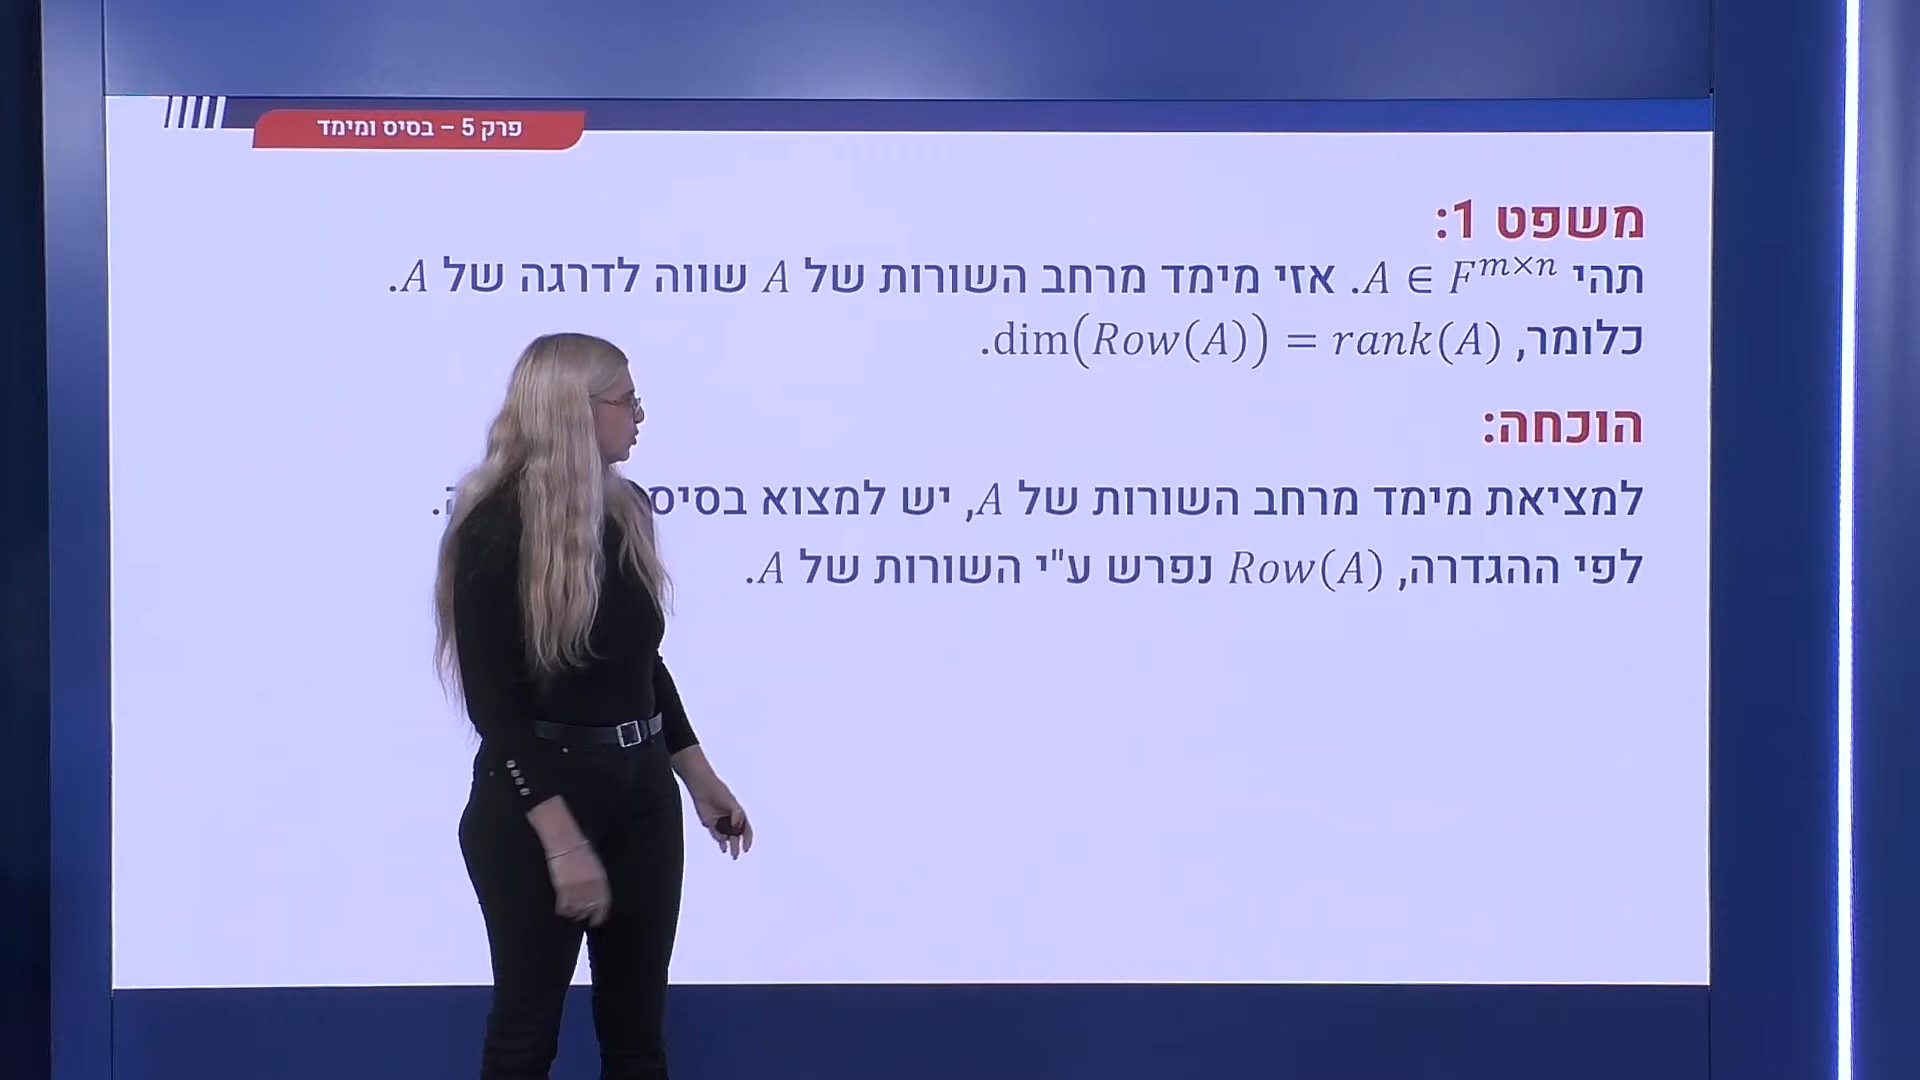 פרק 5 – בסיס ומימד
משפט 1:
תהי A ∈ F^{m×n}. אזי מימד מרחב השורות של A שווה לדרגה של A.
כלומר, dim(Row(A)) = rank(A).
הוכחה:
למציאת מימד מרחב השורות של A, יש למצוא בסיס
לפי ההגדרה, Row(A) נפרש ע"י השורות של A.